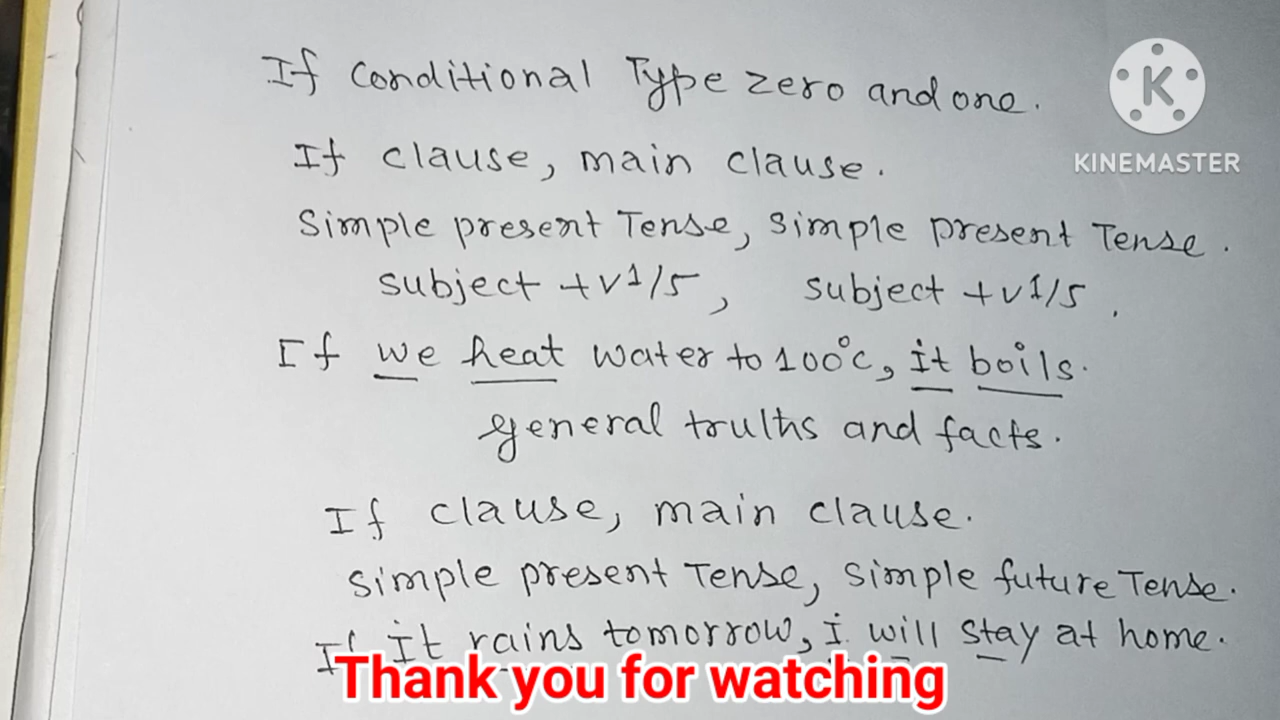 If conditional Type zero and one.
KINEMASTER
If clause, main clause.
Simple present Tense, simple present Tense.
subject + v1/5, subject + v1/5.
If we heat water to 100°c, it boils.
general truths and facts.
If clause, main clause.
Simple present Tense, simple future Tense.
If it rains tomorrow, i will stay at home.
Thank you for watching